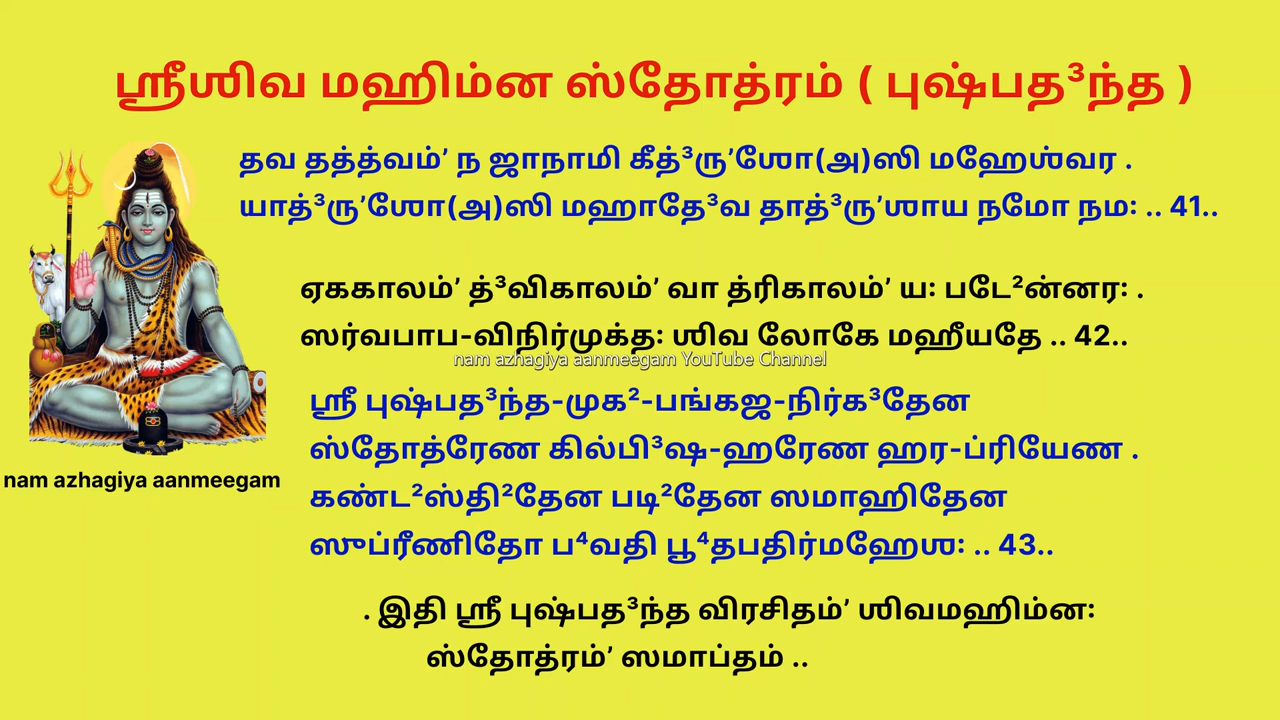 ஶ்ரீஶிவ மஹிம்ன ஸ்தோத்ரம் ( புஷ்பத³ந்த )
தவ தத்த்வம்ʼ ந ஜாநாமி கீத்³ருʼஶோ(அ)ஸி மஹேஶ்வர .
யாத்³ருʼஶோ(அ)ஸி மஹாதே³வ தாத்³ருʼஶாய நமோ நம꞉ .. 41..
ஏககாலம்ʼ த்³விகாலம்ʼ வா த்ரிகாலம்ʼ ய꞉ படே²ன்னர꞉ .
ஸர்வபாப-விநிர்முக்த꞉ ஶிவ லோகே மஹீயதே .. 42..
nam azhagiya aanmeegam YouTube Channel
ஶ்ரீ புஷ்பத³ந்த-முக²-பங்கஜ-நிர்க³தேன
ஸ்தோத்ரேண கில்பி³ஷ-ஹரேண ஹர-ப்ரியேண .
கண்ட²ஸ்தி²தேன படி²தேன ஸமாஹிதேன
ஸுப்ரீணிதோ ப⁴வதி பூ⁴தபதிர்மஹேஶ꞉ .. 43..
nam azhagiya aanmeegam
. இதி ஶ்ரீ புஷ்பத³ந்த விரசிதம்ʼ ஶிவமஹிம்ன꞉
ஸ்தோத்ரம்ʼ ஸமாப்தம் ..